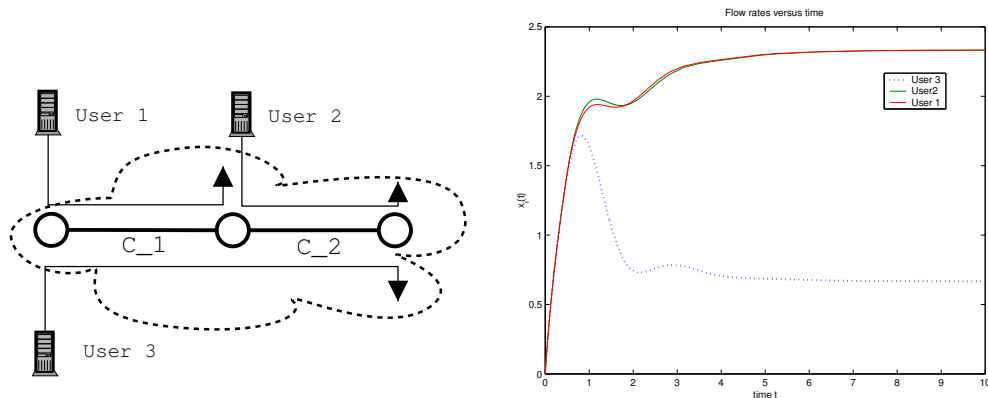 User 1
User 2
C_1
C_2
User 3
Flow rates versus time
2.5
2
1.5
1
0.5
0
x_i(t)
User 3
User2
User 1
0 1 2 3 4 5 6 7 8 9 10
time t